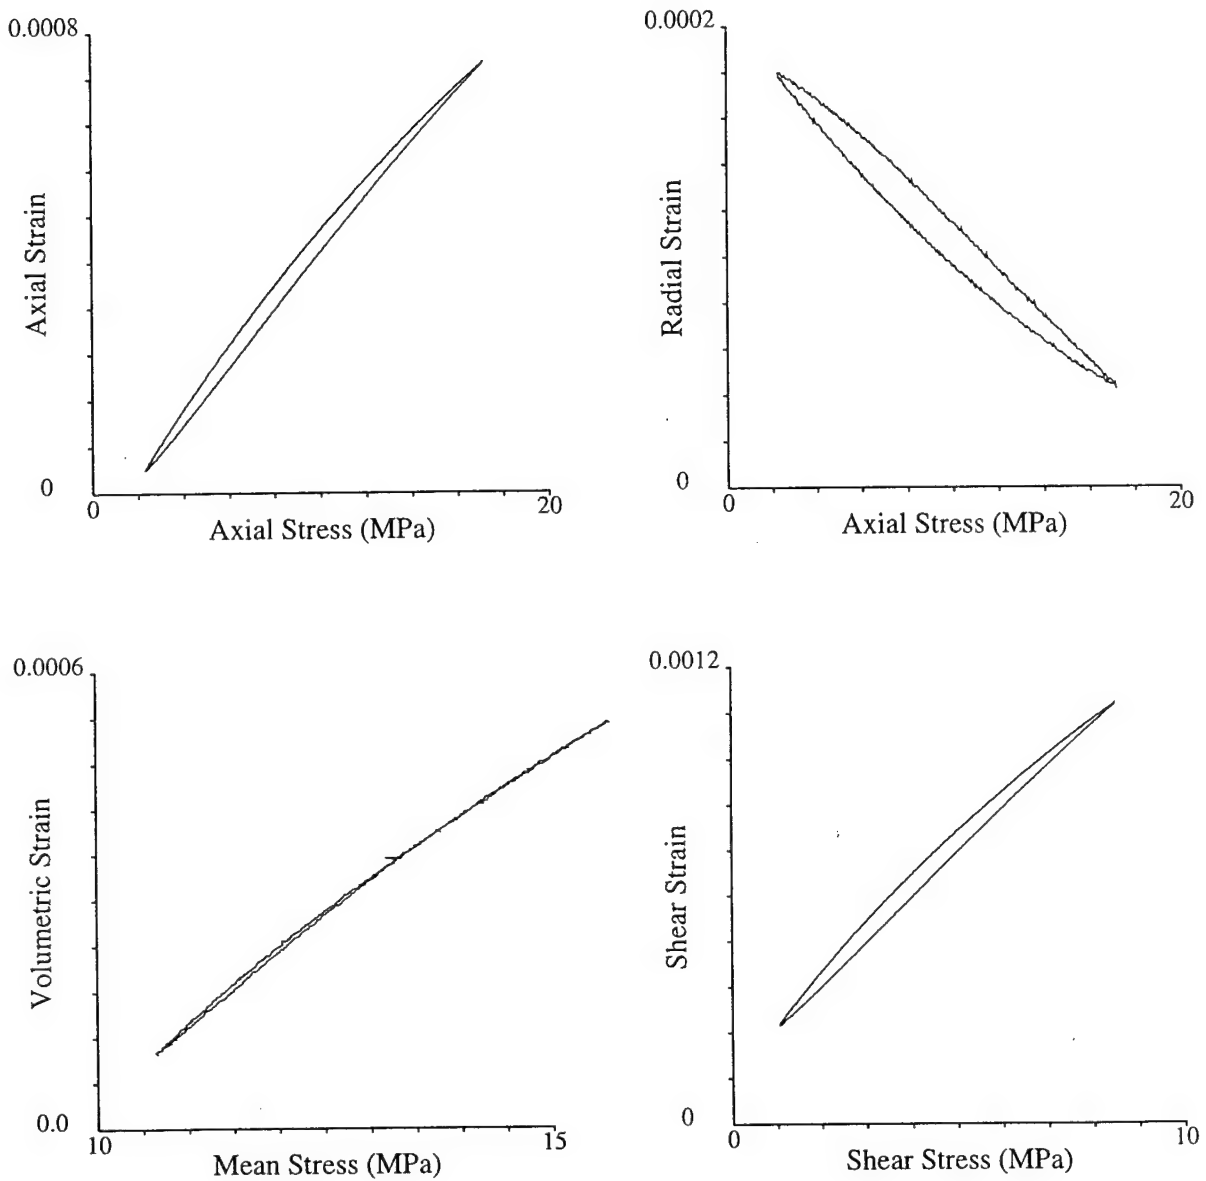 0.0008
Axial Strain
0
0
20
Axial Stress (MPa)
0.0002
Radial Strain
0
0
20
Axial Stress (MPa)
0.0006
Volumetric Strain
0.0
10
15
Mean Stress (MPa)
0.0012
Shear Strain
0
0
10
Shear Stress (MPa)